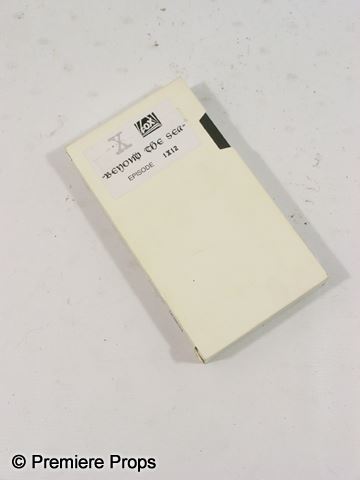 X
FOX
"BEYOND THE SEA"
EPISODE 1X12
© Premiere Props